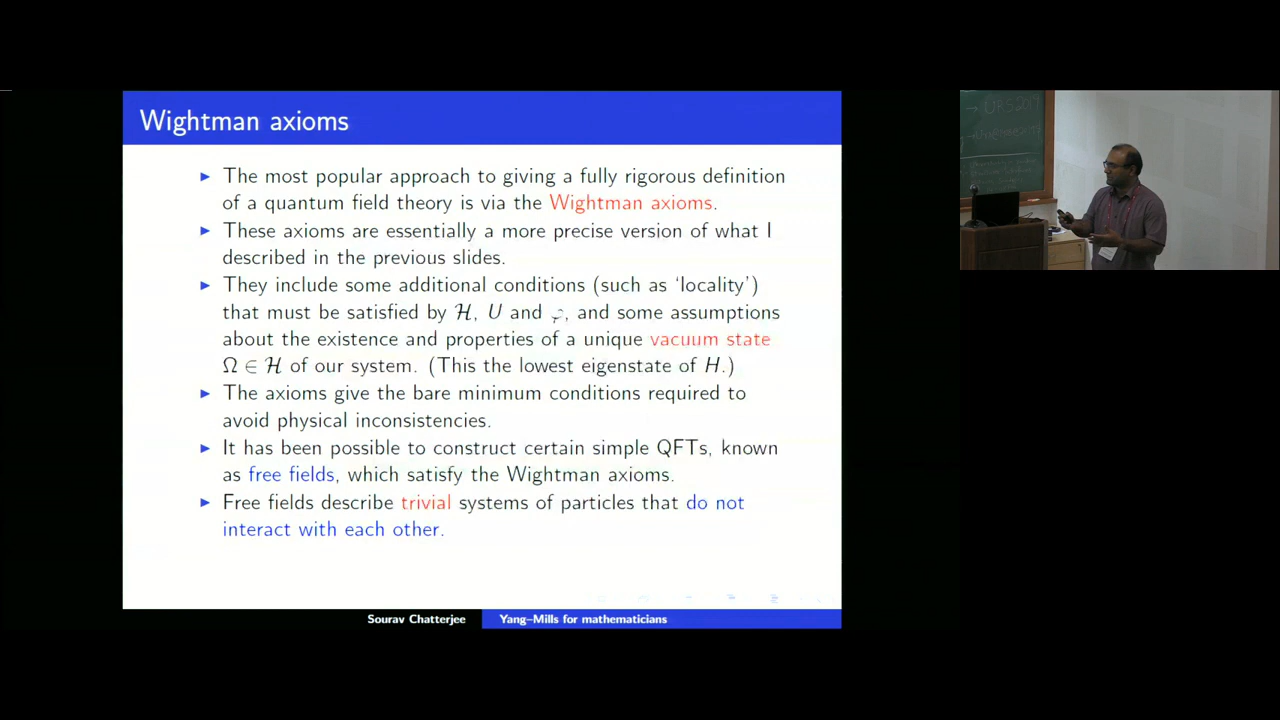 Wightman axioms
▶ The most popular approach to giving a fully rigorous definition
of a quantum field theory is via the Wightman axioms.
▶ These axioms are essentially a more precise version of what I
described in the previous slides.
▶ They include some additional conditions (such as ‘locality’)
that must be satisfied by ℋ, U and φ, and some assumptions
about the existence and properties of a unique vacuum state
Ω ∈ ℋ of our system. (This the lowest eigenstate of H.)
▶ The axioms give the bare minimum conditions required to
avoid physical inconsistencies.
▶ It has been possible to construct certain simple QFTs, known
as free fields, which satisfy the Wightman axioms.
▶ Free fields describe trivial systems of particles that do not
interact with each other.
Sourav Chatterjee Yang–Mills for mathematicians